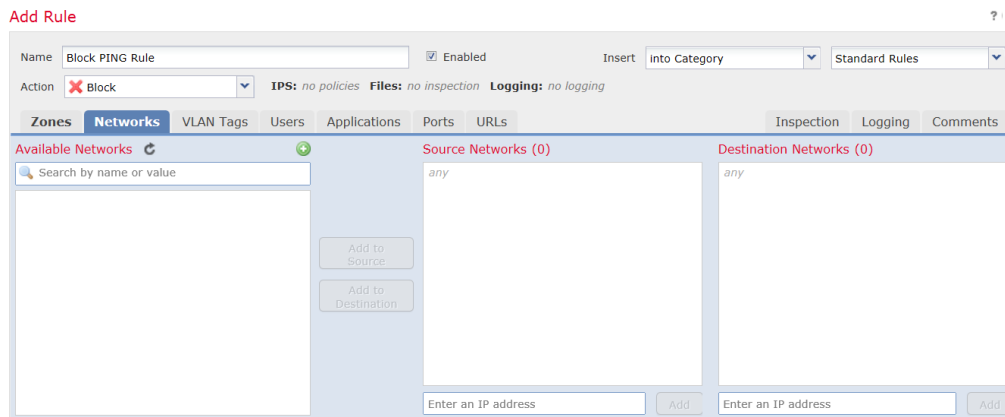 Add Rule ?
Name Block PING Rule Enabled Insert into Category Standard Rules
Action Block IPS: no policies Files: no inspection Logging: no logging
Zones Networks VLAN Tags Users Applications Ports URLs Inspection Logging Comments
Available Networks Source Networks (0) Destination Networks (0)
Search by name or value any any
Add to
Source
Add to
Destination
Enter an IP address Add Enter an IP address Add